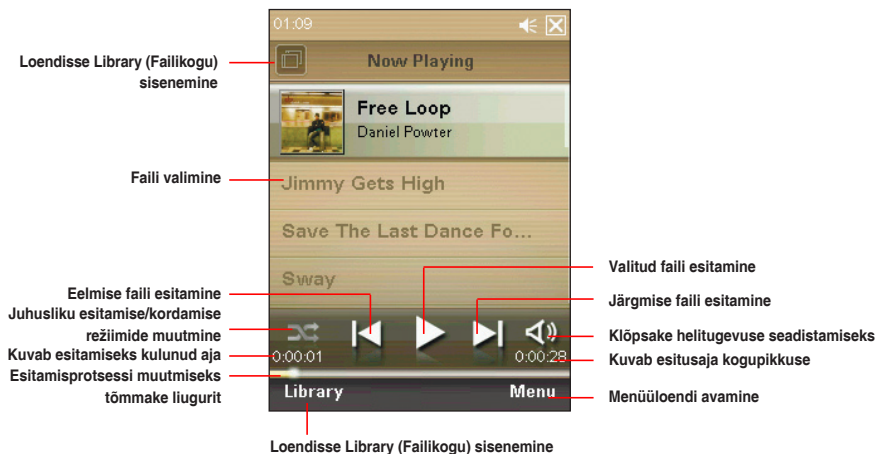 01:09
Loendisse Library (Failikogu)
sisenemine
Now Playing
Free Loop
Daniel Powter
Faili valimine
Jimmy Gets High
Save The Last Dance Fo...
Sway
Valitud faili esitamine
Eelmise faili esitamine
Järgmise faili esitamine
Juhusliku esitamise/kordamise
režiimide muutmine
Klõpsake helitugevuse seadistamiseks
Kuvab esitamiseks kulunud aja
0:00:01
0:00:28
Kuvab esitusaja kogupikkuse
Esitamisprotsessi muutmiseks
tõmmake liugurit
Library
Menu
Menüüloendi avamine
Loendisse Library (Failikogu) sisenemine